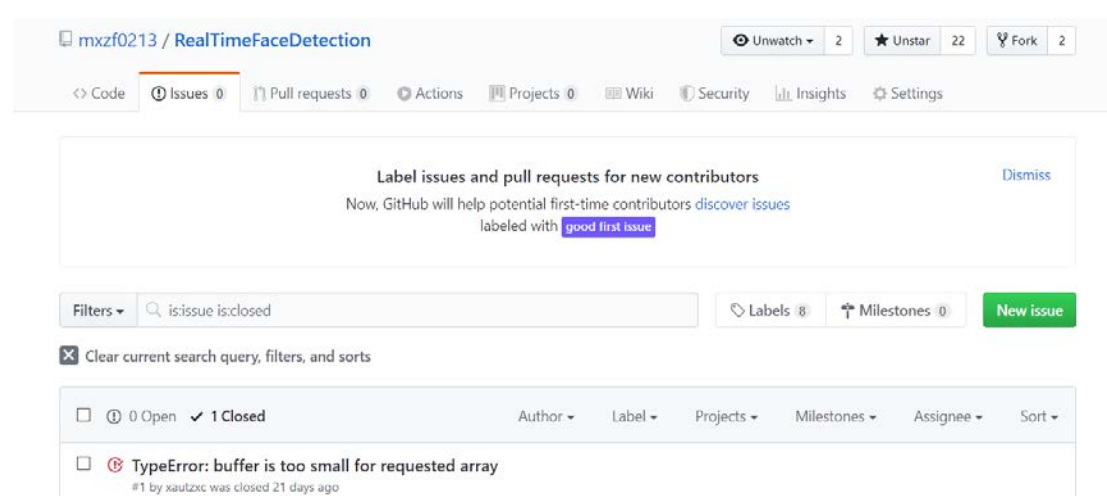 mxzf0213 / RealTimeFaceDetection
Unwatch 2 Unstar 22 Fork 2
<> Code Issues 0 Pull requests 0 Actions Projects 0 Wiki Security Insights Settings
Label issues and pull requests for new contributors
Dismiss
Now, GitHub will help potential first-time contributors discover issues
labeled with good first issue
Filters is:issue is:closed Labels 8 Milestones 0 New issue
Clear current search query, filters, and sorts
0 Open 1 Closed Author Label Projects Milestones Assignee Sort
TypeError: buffer is too small for requested array
#1 by xautzxc was closed 21 days ago